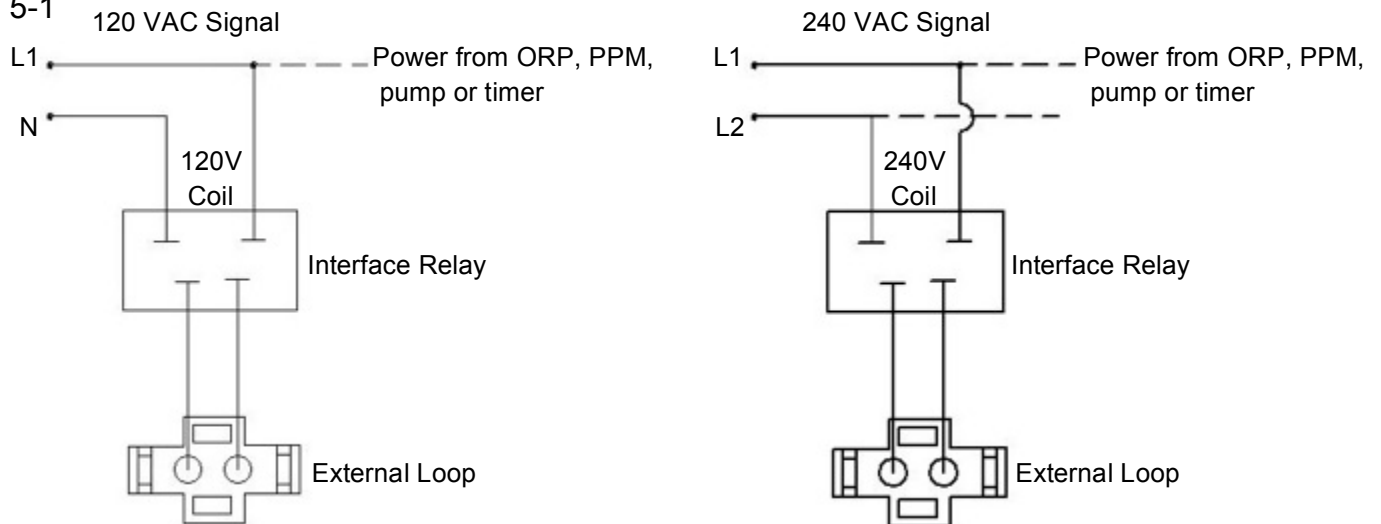 5-1
120 VAC Signal
L1
Power from ORP, PPM,
pump or timer
N
120V
Coil
Interface Relay
External Loop
240 VAC Signal
L1
Power from ORP, PPM,
pump or timer
L2
240V
Coil
Interface Relay
External Loop